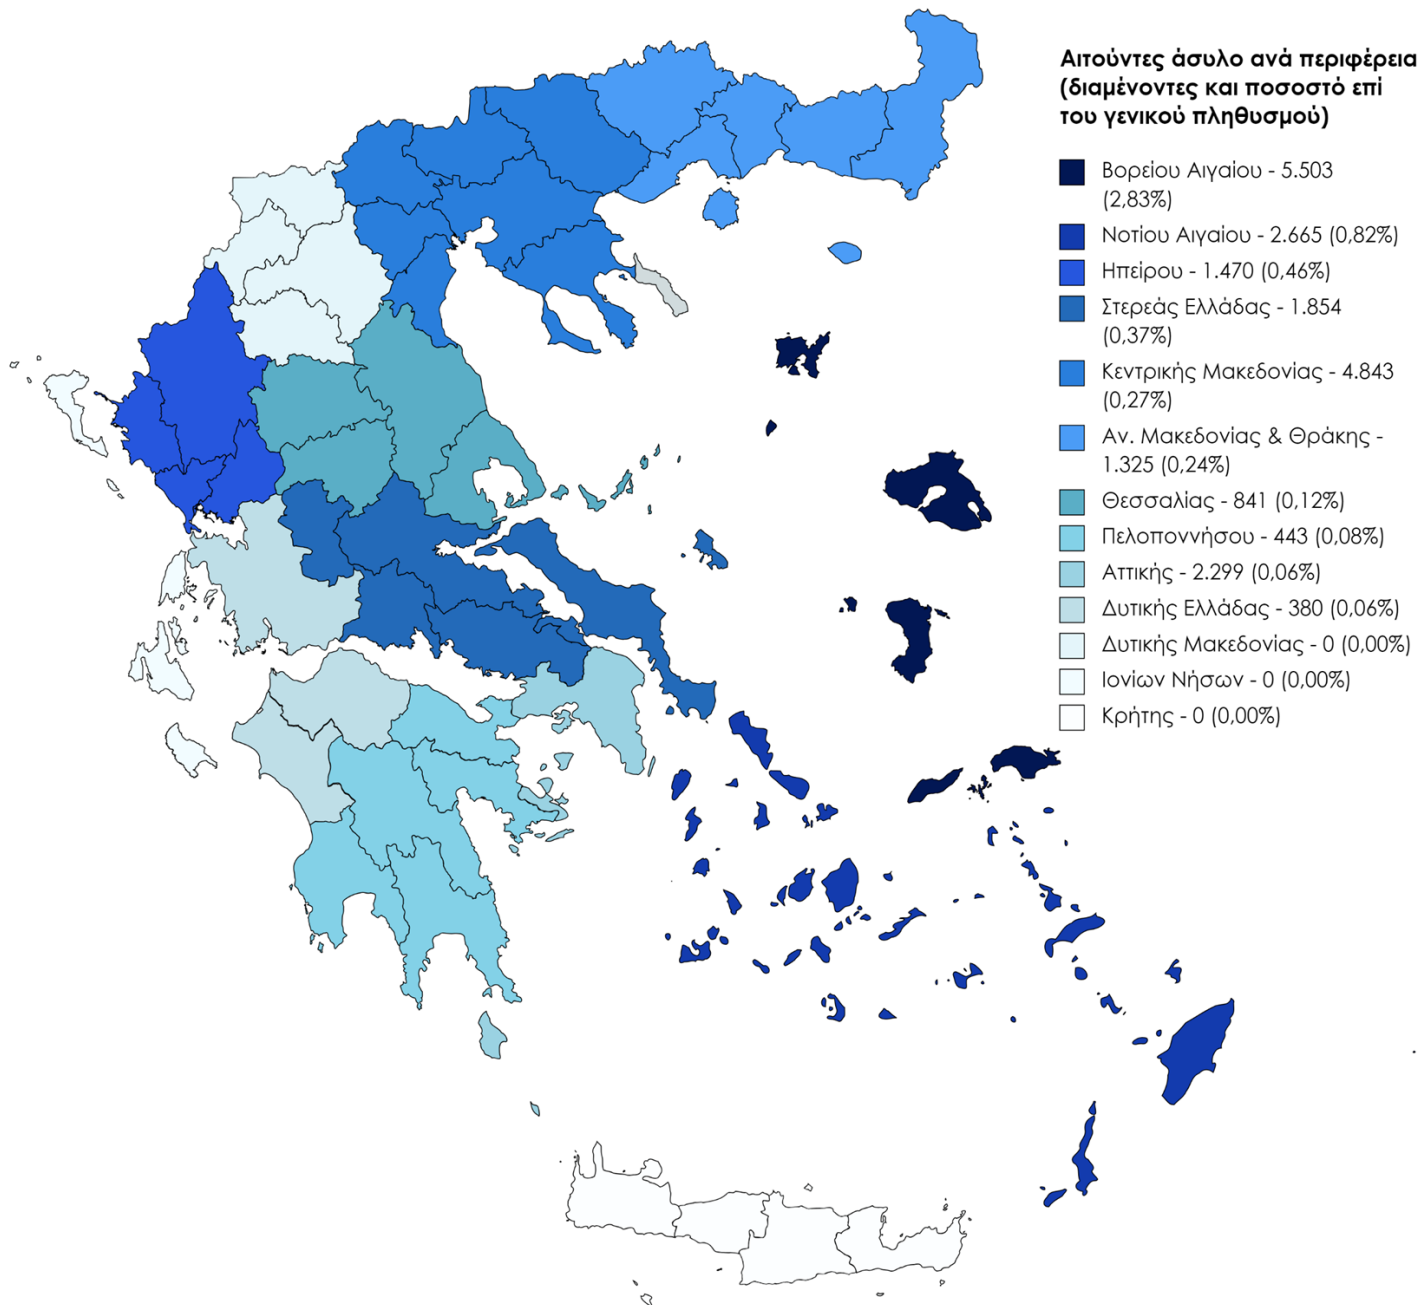 Αιτούντες άσυλο ανά περιφέρεια
(διαμένοντες και ποσοστό επί
του γενικού πληθυσμού)
Βορείου Αιγαίου - 5.503
(2,83%)
Νοτίου Αιγαίου - 2.665 (0,82%)
Ηπείρου - 1.470 (0,46%)
Στερεάς Ελλάδας - 1.854
(0,37%)
Κεντρικής Μακεδονίας - 4.843
(0,27%)
Αν. Μακεδονίας & Θράκης -
1.325 (0,24%)
Θεσσαλίας - 841 (0,12%)
Πελοποννήσου - 443 (0,08%)
Αττικής - 2.299 (0,06%)
Δυτικής Ελλάδας - 380 (0,06%)
Δυτικής Μακεδονίας - 0 (0,00%)
Ιονίων Νήσων - 0 (0,00%)
Κρήτης - 0 (0,00%)